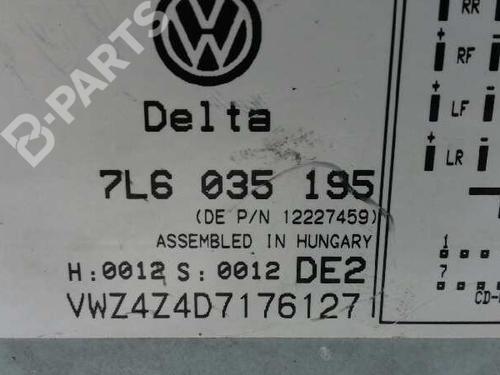 B-PARTS
Delta
7L6 035 195
(DE P/N 12227459)
ASSEMBLED IN HUNGARY
H:0012 S:0012 DE2
VWZ4Z4D7176127
RR
+ RF -
+ LF -
+ LR -
1
7